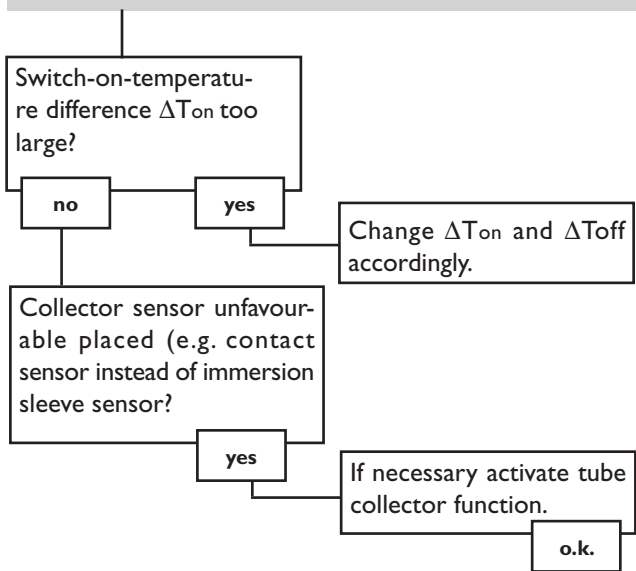 Switch-on-temperatu-
re difference ΔTon too
large?
no
yes
Change ΔTon and ΔToff
accordingly.
Collector sensor unfavour-
able placed (e.g. contact
sensor instead of immersion
sleeve sensor?
yes
If necessary activate tube
collector function.
o.k.